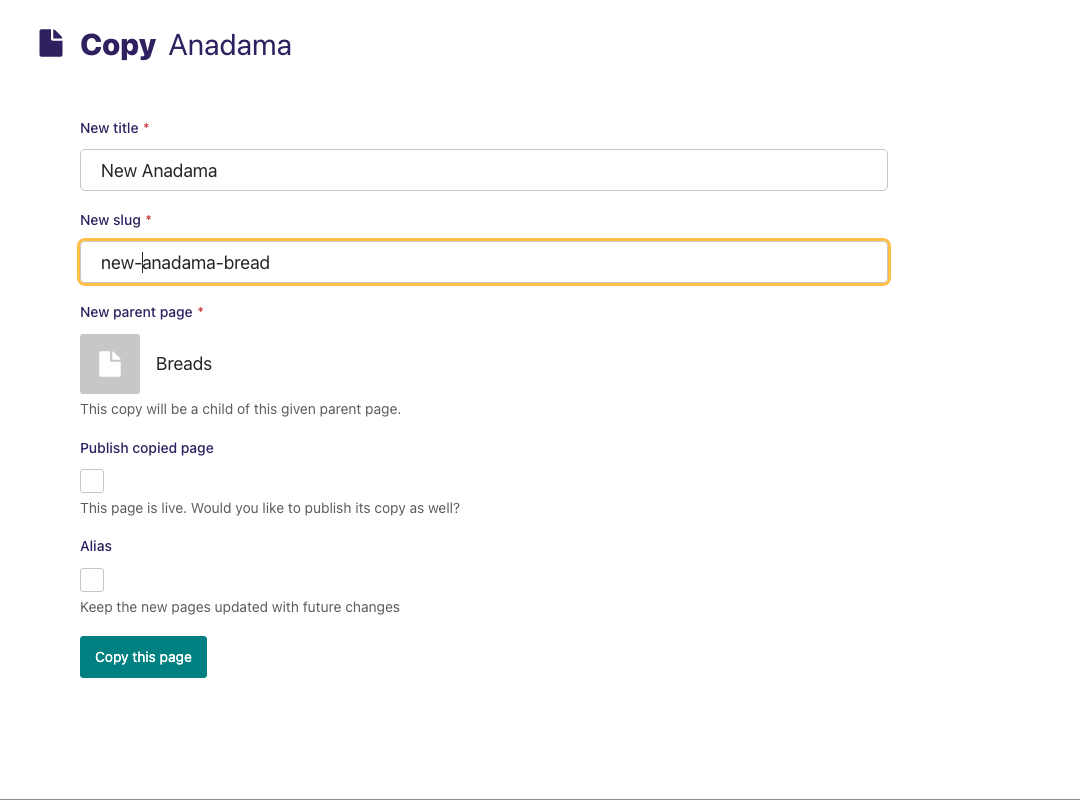 Copy Anadama
New title *
New Anadama
New slug *
new-anadama-bread
New parent page *
Breads
This copy will be a child of this given parent page.
Publish copied page
This page is live. Would you like to publish its copy as well?
Alias
Keep the new pages updated with future changes
Copy this page